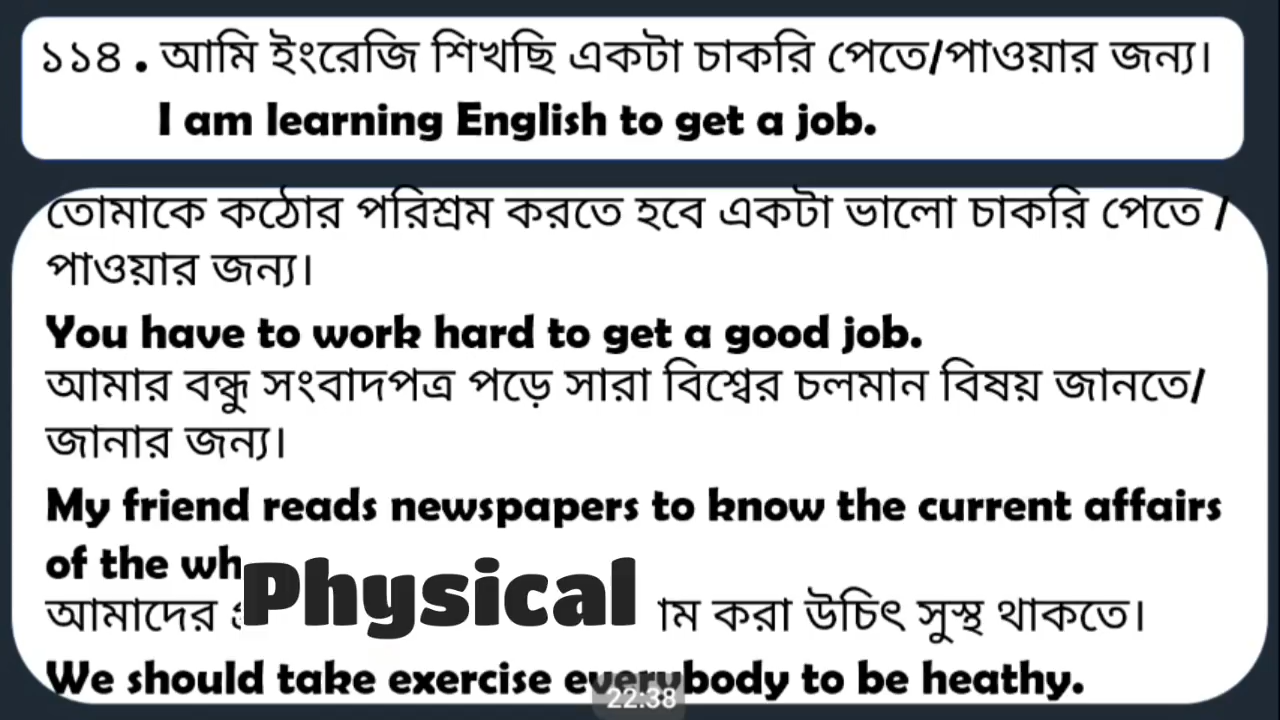 ১১৪ . আমি ইংরেজি শিখছি একটা চাকরি পেতে/পাওয়ার জন্য।
I am learning English to get a job.
তোমাকে কঠোর পরিশ্রম করতে হবে একটা ভালো চাকরি পেতে /
পাওয়ার জন্য।
You have to work hard to get a good job.
আমার বন্ধু সংবাদপত্র পড়ে সারা বিশ্বের চলমান বিষয় জানতে/
জানার জন্য।
My friend reads newspapers to know the current affairs
of the
Physical
আমাদের করা উচিৎ সুস্থ থাকতে।
We should take exercise everybody to be heathy.
22:38